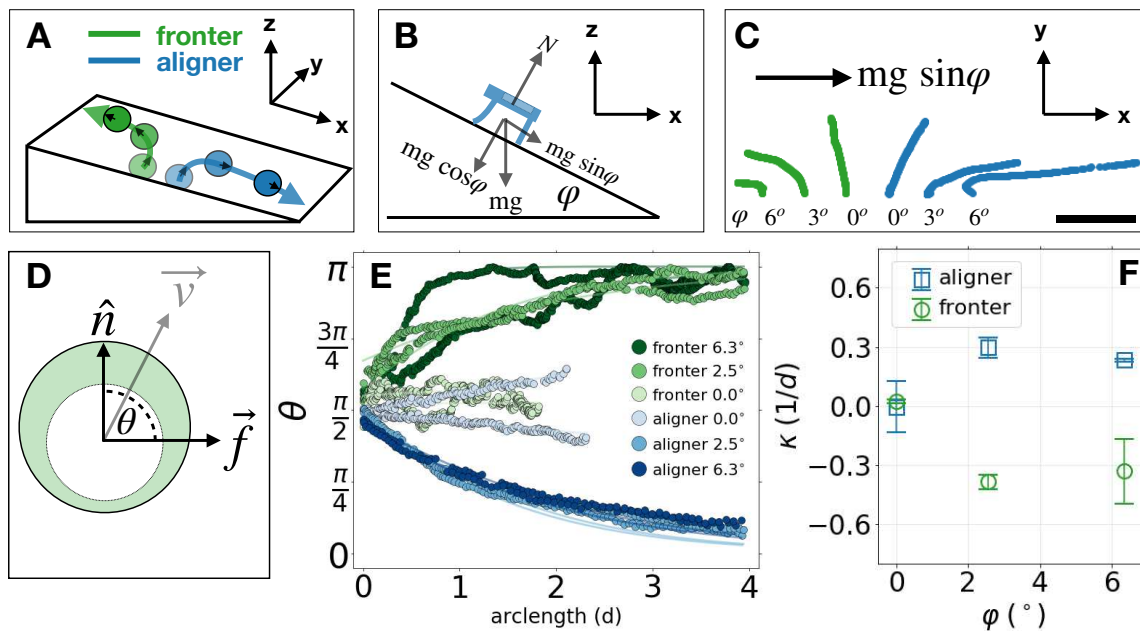 A
fronter
aligner
z
y
x
B
N
mg cosφ
mg sinφ
mg
φ
z
x
C
mg sinφ
y
x
φ 6° 3° 0° 0° 3° 6°
D
n̂
v⃗
θ
f⃗
E
π
3π/4
π/2
π/4
0
θ
fronter 6.3°
fronter 2.5°
fronter 0.0°
aligner 0.0°
aligner 2.5°
aligner 6.3°
0 1 2 3 4
arclength (d)
F
aligner
fronter
0.6
0.3
0.0
−0.3
−0.6
κ (1/d)
0 2 4 6
φ (°)